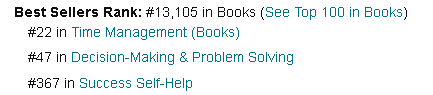 Best Sellers Rank: #13,105 in Books (See Top 100 in Books)
#22 in Time Management (Books)
#47 in Decision-Making & Problem Solving
#367 in Success Self-Help